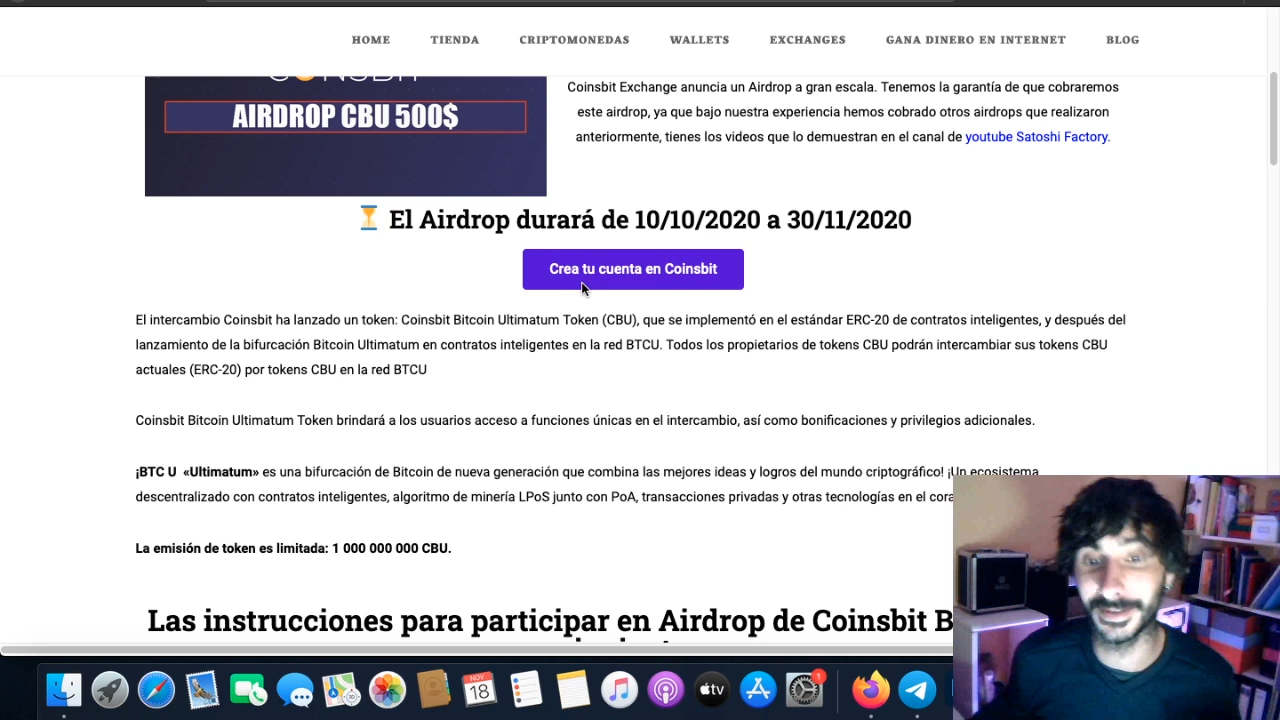 HOME TIENDA CRIPTOMONEDAS WALLETS EXCHANGES GANA DINERO EN INTERNET BLOG
COINSBIT
AIRDROP CBU 500$
Coinsbit Exchange anuncia un Airdrop a gran escala. Tenemos la garantía de que cobraremos
este airdrop, ya que bajo nuestra experiencia hemos cobrado otros airdrops que realizaron
anteriormente, tienes los videos que lo demuestran en el canal de youtube Satoshi Factory.
⏳ El Airdrop durará de 10/10/2020 a 30/11/2020
Crea tu cuenta en Coinsbit
El intercambio Coinsbit ha lanzado un token: Coinsbit Bitcoin Ultimatum Token (CBU), que se implementó en el estándar ERC-20 de contratos inteligentes, y después del
lanzamiento de la bifurcación Bitcoin Ultimatum en contratos inteligentes en la red BTCU. Todos los propietarios de tokens CBU podrán intercambiar sus tokens CBU
actuales (ERC-20) por tokens CBU en la red BTCU
Coinsbit Bitcoin Ultimatum Token brindará a los usuarios acceso a funciones únicas en el intercambio, así como bonificaciones y privilegios adicionales.
¡BTC U «Ultimatum» es una bifurcación de Bitcoin de nueva generación que combina las mejores ideas y logros del mundo criptográfico! ¡Un ecosistema
descentralizado con contratos inteligentes, algoritmo de minería LPoS junto con PoA, transacciones privadas y otras tecnologías en el
La emisión de token es limitada: 1 000 000 000 CBU.
Las instrucciones para participar en Airdrop de Coinsbit B
NOV
18
tv
1